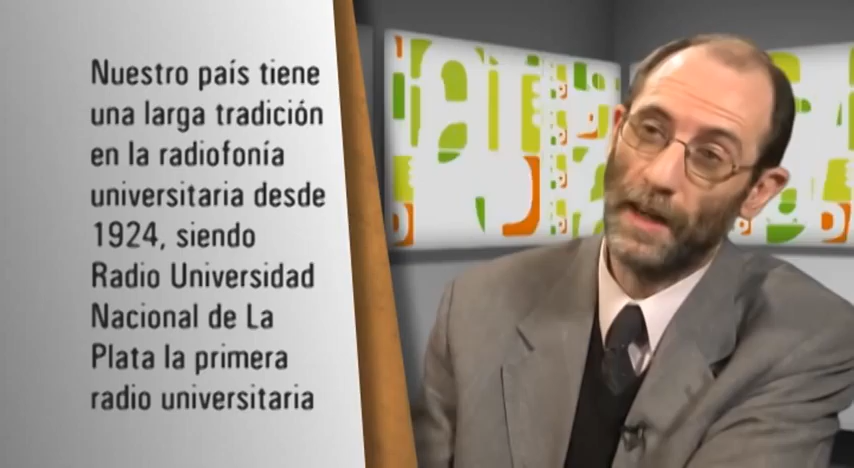 Nuestro país tiene
una larga tradición
en la radiofonía
universitaria desde
1924, siendo
Radio Universidad
Nacional de La
Plata la primera
radio universitaria